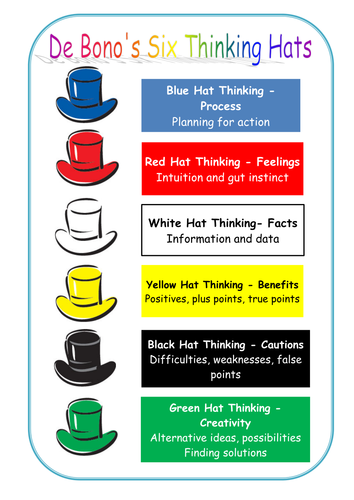 De Bono's Six Thinking Hats
Blue Hat Thinking -
Process
Planning for action
Red Hat Thinking - Feelings
Intuition and gut instinct
White Hat Thinking- Facts
Information and data
Yellow Hat Thinking - Benefits
Positives, plus points, true points
Black Hat Thinking - Cautions
Difficulties, weaknesses, false
points
Green Hat Thinking -
Creativity
Alternative ideas, possibilities
Finding solutions